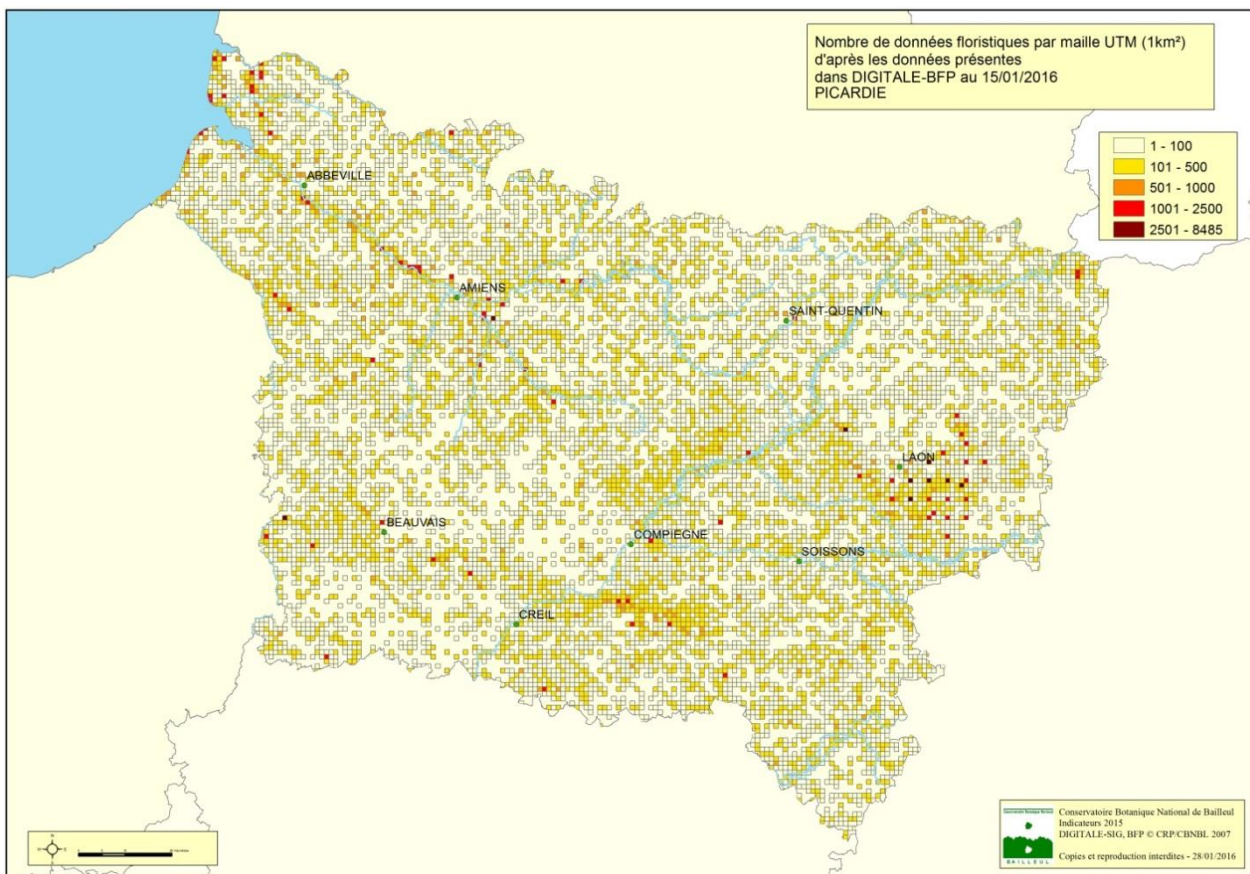 Nombre de données floristiques par maille UTM (1km²)
d'après les données présentes
dans DIGITALE-BFP au 15/01/2016
PICARDIE
1 - 100
101 - 500
501 - 1000
1001 - 2500
2501 - 8485
ABBEVILLE
AMIENS
SAINT-QUENTIN
LAON
BEAUVAIS
COMPIEGNE
SOISSONS
CREIL
Conservatoire Botanique National de Bailleul
Indicateurs 2015
DIGITALE-SIG, BFP © CRP/CBNBL 2007
Copies et reproduction interdites - 28/01/2016
BAILLEUL